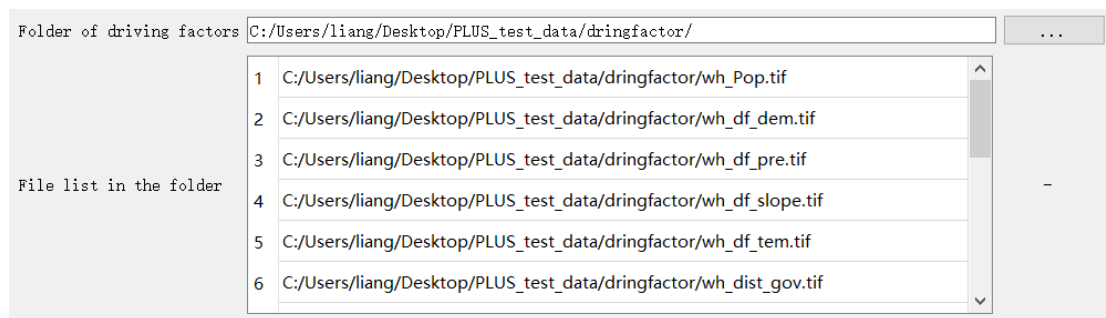 Folder of driving factors C:/Users/liang/Desktop/PLUS_test_data/dringfactor/ ...
1 C:/Users/liang/Desktop/PLUS_test_data/dringfactor/wh_Pop.tif
2 C:/Users/liang/Desktop/PLUS_test_data/dringfactor/wh_df_dem.tif
3 C:/Users/liang/Desktop/PLUS_test_data/dringfactor/wh_df_pre.tif
File list in the folder
4 C:/Users/liang/Desktop/PLUS_test_data/dringfactor/wh_df_slope.tif
5 C:/Users/liang/Desktop/PLUS_test_data/dringfactor/wh_df_tem.tif
6 C:/Users/liang/Desktop/PLUS_test_data/dringfactor/wh_dist_gov.tif
-